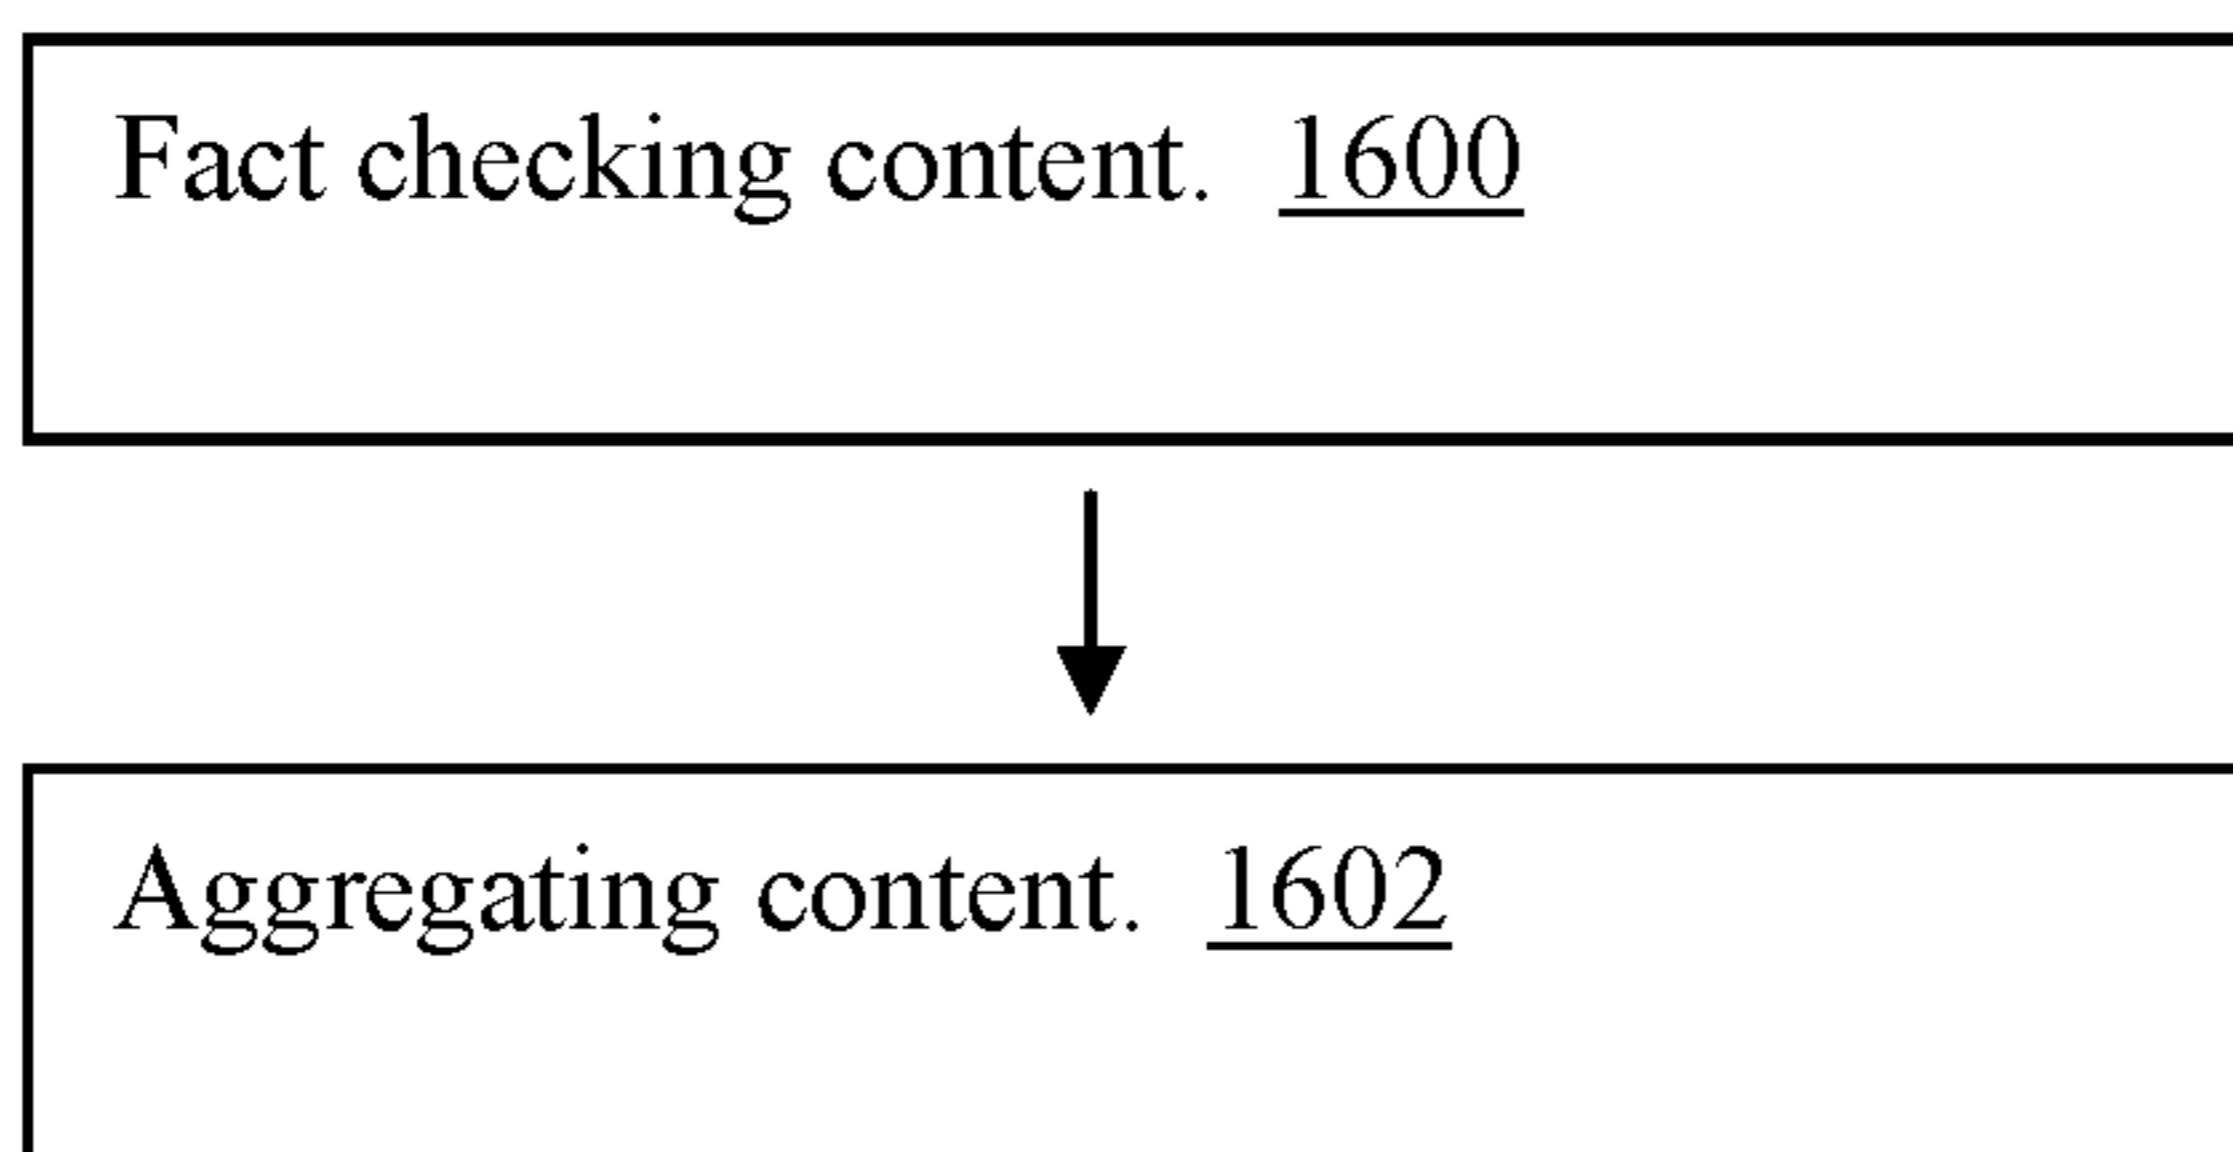 Fact checking content. 1600
Aggregating content. 1602